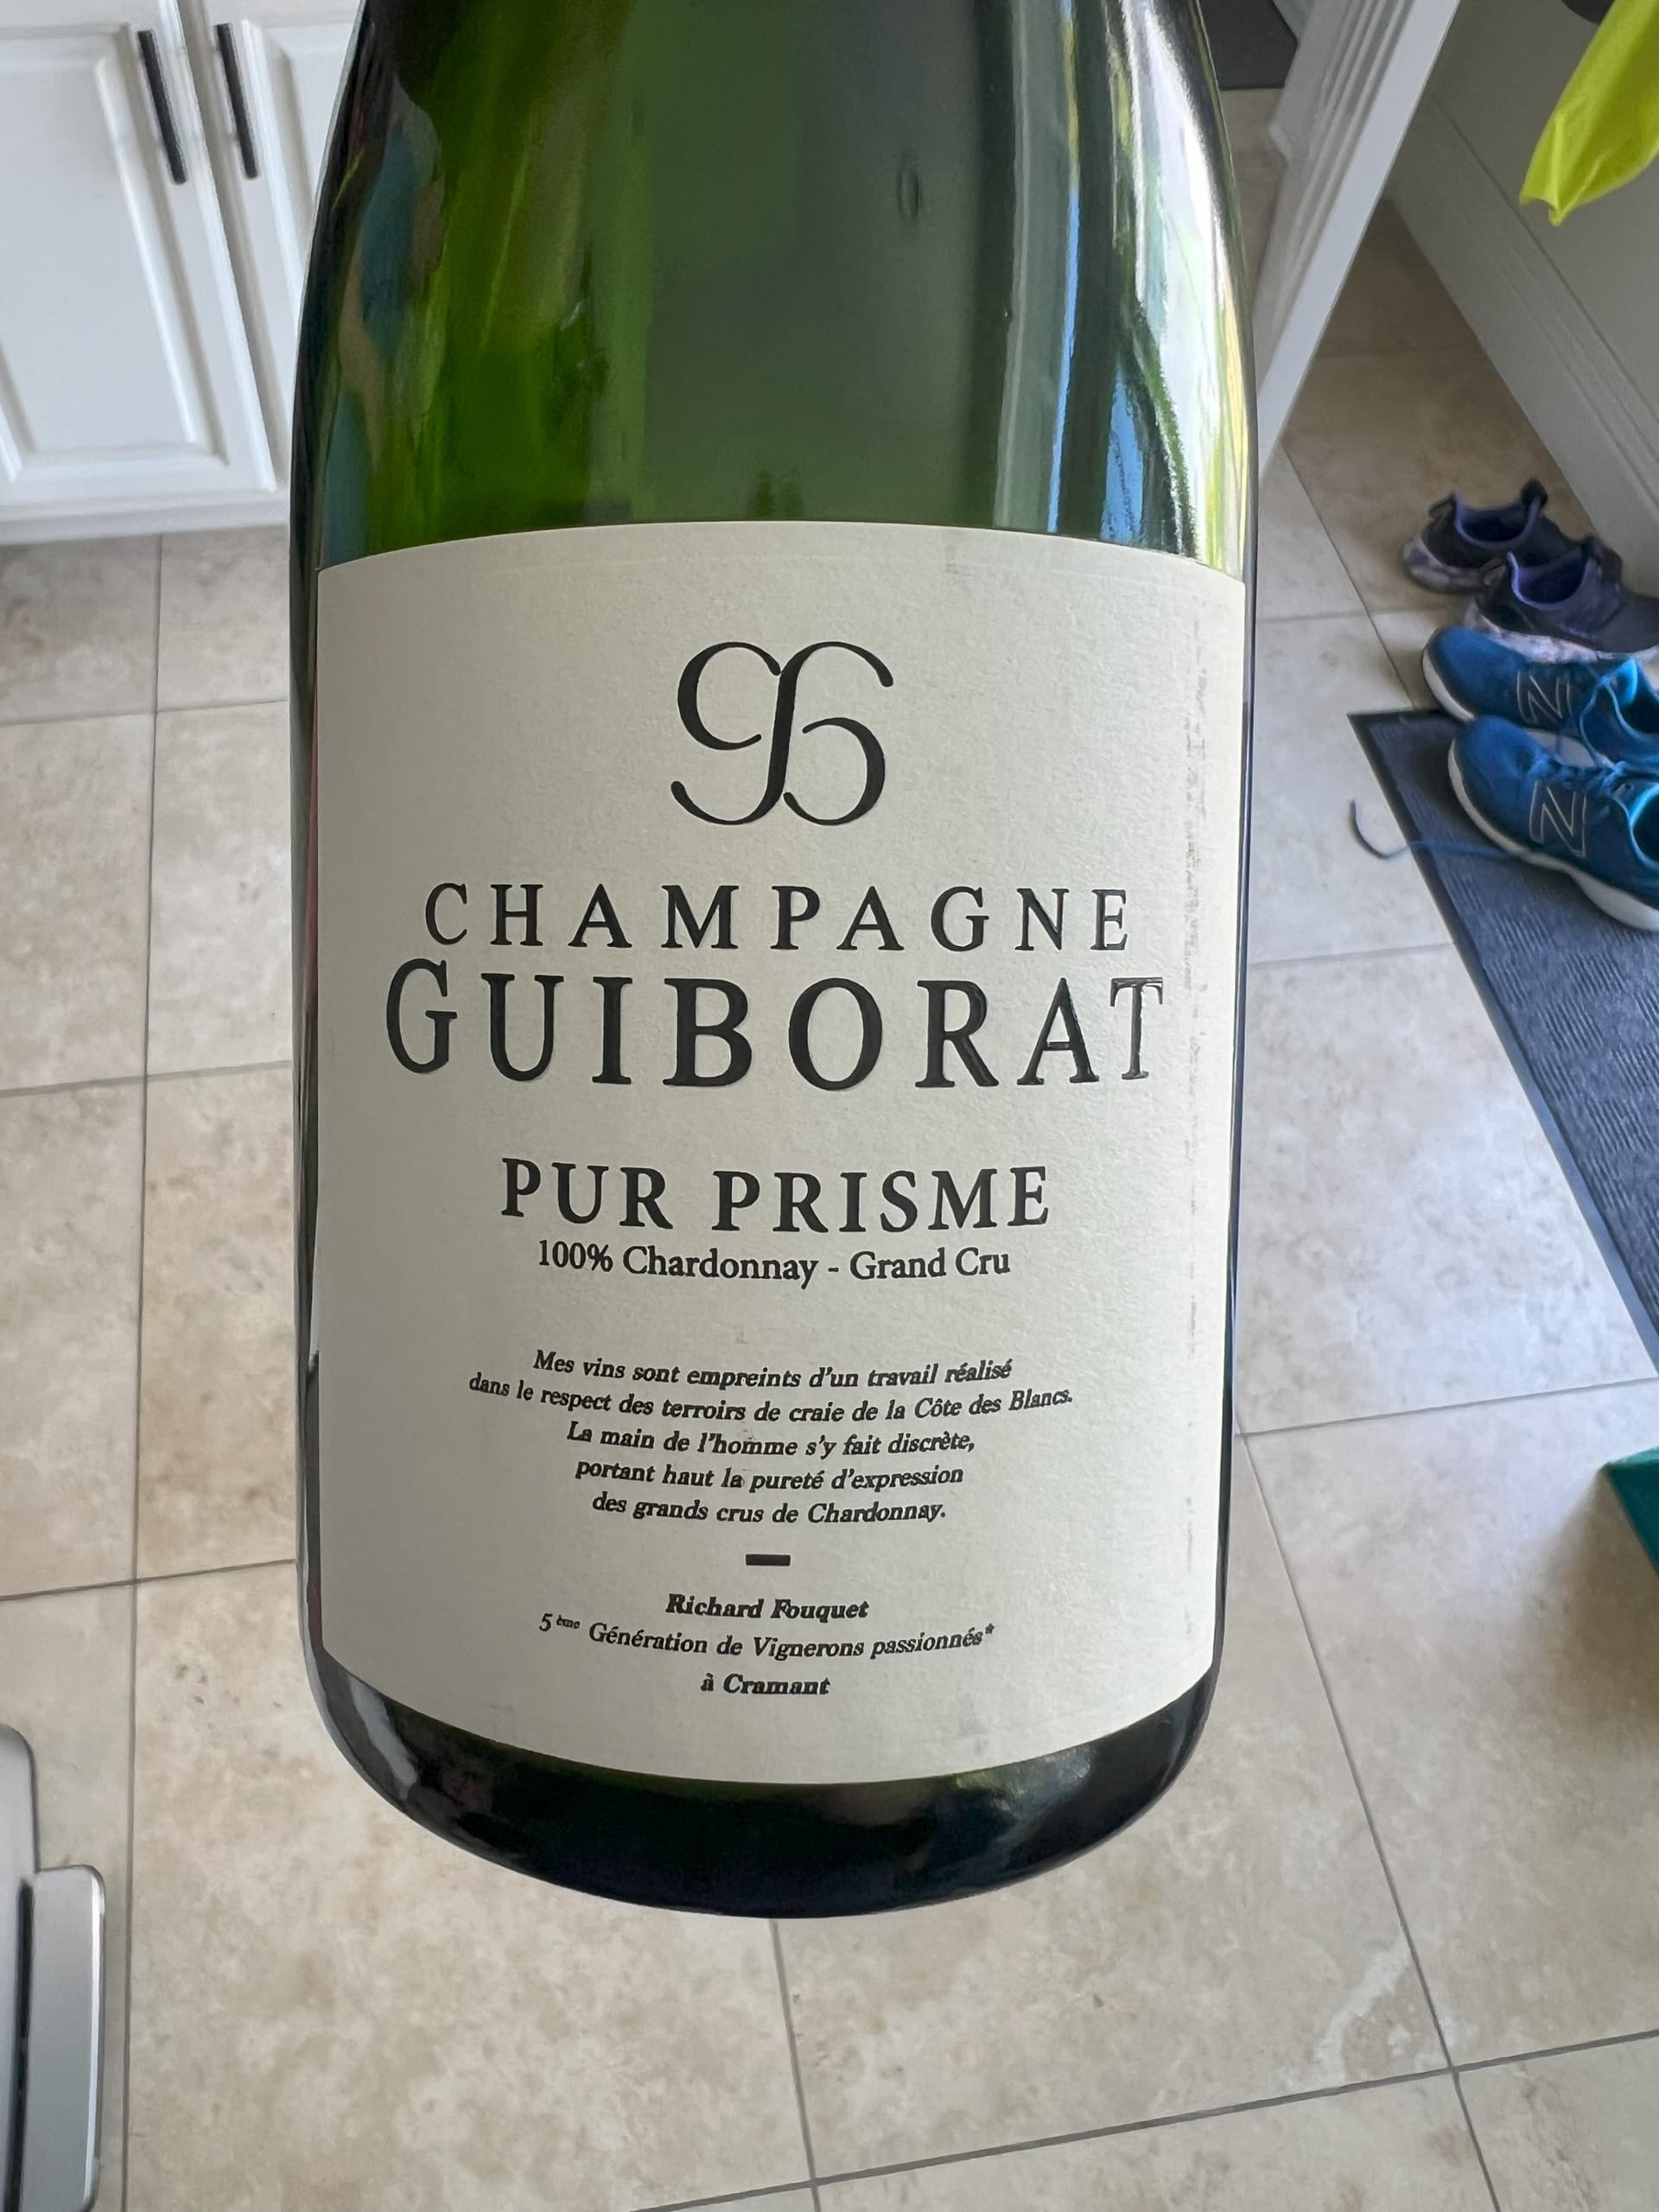 CHAMPAGNE
GUIBORAT
PUR PRISME
100% Chardonnay - Grand Cru
Mes vins sont empreints d'un travail réalisé
dans le respect des terroirs de craie de la Côte des Blancs.
La main de l'homme s'y fait discrète,
portant haut la pureté d'expression
des grands crus de Chardonnay.
Richard Fouquet
5ème Génération de Vignerons passionnés*
à Cramant
N
N